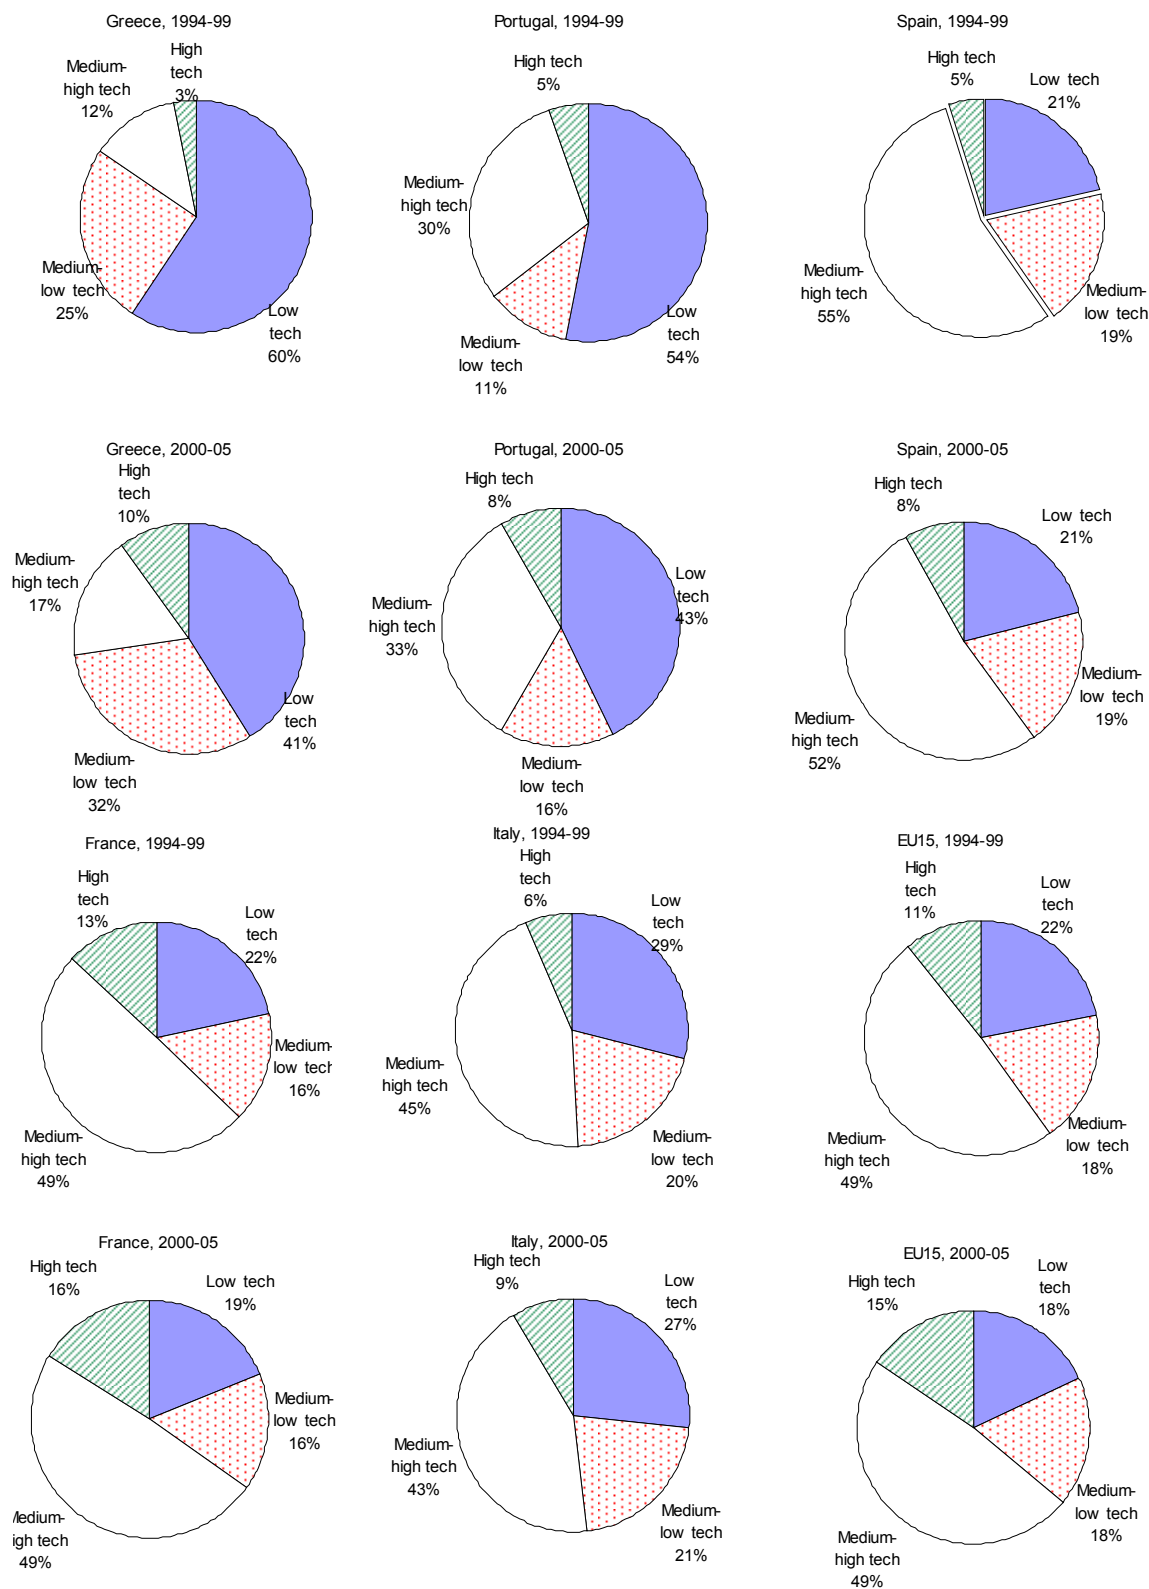 Greece, 1994-99
High
tech
3%
Medium-
high tech
12%
Medium-
low tech
25%
Low
tech
60%
Portugal, 1994-99
High tech
5%
Medium-
high tech
30%
Medium-
low tech
11%
Low
tech
54%
Spain, 1994-99
High tech
5%
Low tech
21%
Medium-
high tech
55%
Medium-
low tech
19%
Greece, 2000-05
High
tech
10%
Medium-
high tech
17%
Low
tech
41%
Medium-
low tech
32%
Portugal, 2000-05
High tech
8%
Low
tech
43%
Medium-
high tech
33%
Medium-
low tech
16%
Spain, 2000-05
High tech
8%
Low tech
21%
Medium-
low tech
19%
Medium-
high tech
52%
France, 1994-99
High
tech
13%
Low
tech
22%
Medium-
low tech
16%
Medium-
high tech
49%
Italy, 1994-99
High
tech
6%
Low
tech
29%
Medium-
high tech
45%
Medium-
low tech
20%
EU15, 1994-99
High
tech
11%
Low
tech
22%
Medium-
low tech
18%
Medium-
high tech
49%
France, 2000-05
High tech
16%
Low tech
19%
Medium-
low tech
16%
Medium-
igh tech
49%
Italy, 2000-05
High tech
9%
Low
tech
27%
Medium-
high tech
43%
Medium-
low tech
21%
EU15, 2000-05
High tech
15%
Low
tech
18%
Medium-
low tech
18%
Medium-
high tech
49%